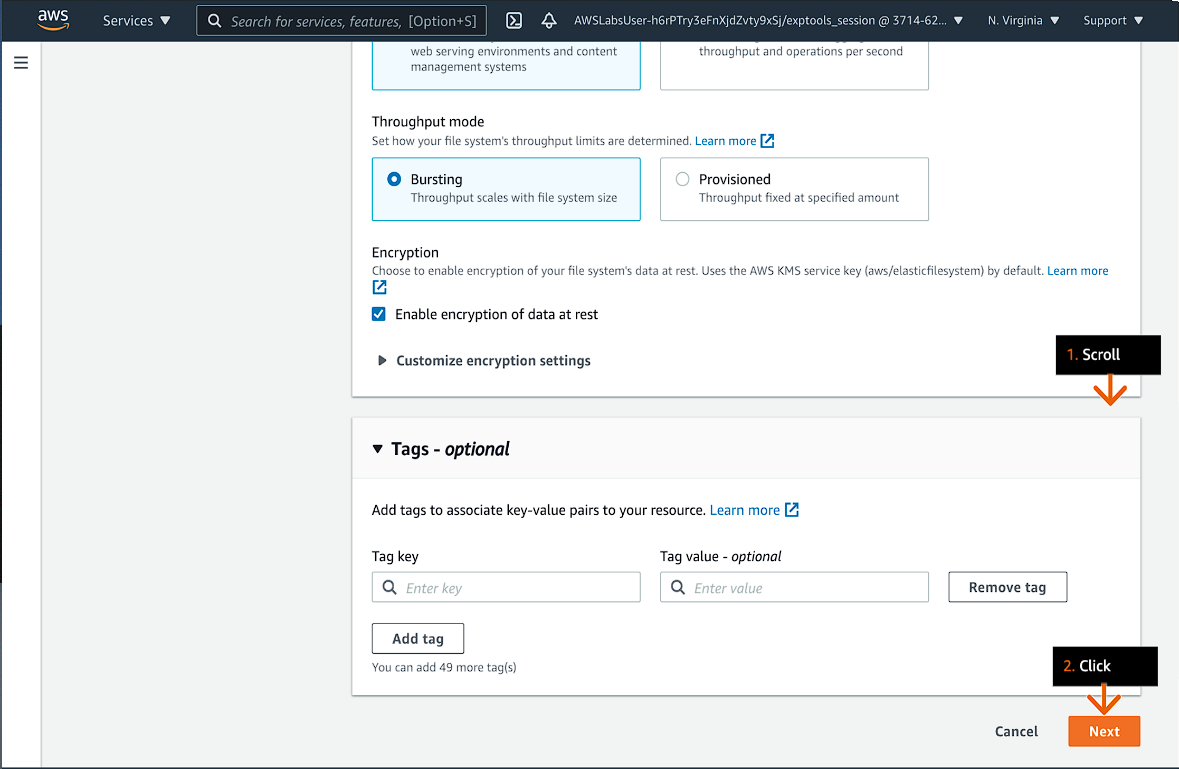 aws
Services ▼
Search for services, features, [Option+S]
AWSLabsUser-h6rPTry3eFnXjdZvty9xSj/exptools_session @ 3714-62... ▼
N. Virginia ▼
Support ▼
web serving environments and content
management systems
throughput and operations per second
Throughput mode
Set how your file system's throughput limits are determined. Learn more
Bursting
Throughput scales with file system size
Provisioned
Throughput fixed at specified amount
Encryption
Choose to enable encryption of your file system's data at rest. Uses the AWS KMS service key (aws/elasticfilesystem) by default. Learn more
Enable encryption of data at rest
Customize encryption settings
1. Scroll
Tags - optional
Add tags to associate key-value pairs to your resource. Learn more
Tag key
Tag value - optional
Enter key
Enter value
Remove tag
Add tag
You can add 49 more tag(s)
2. Click
Cancel
Next